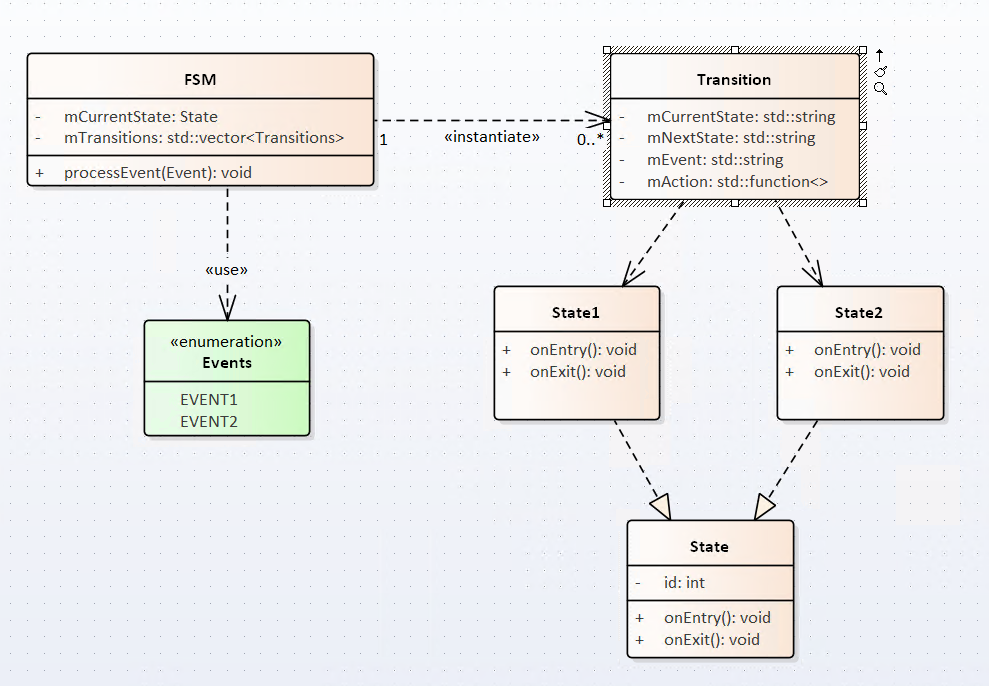 FSM
- mCurrentState: State
- mTransitions: std::vector<Transitions>
+ processEvent(Event): void
1
«instantiate»
0..*
Transition
- mCurrentState: std::string
- mNextState: std::string
- mEvent: std::string
- mAction: std::function<>
«use»
«enumeration»
Events
EVENT1
EVENT2
State1
+ onEntry(): void
+ onExit(): void
State2
+ onEntry(): void
+ onExit(): void
State
- id: int
+ onEntry(): void
+ onExit(): void